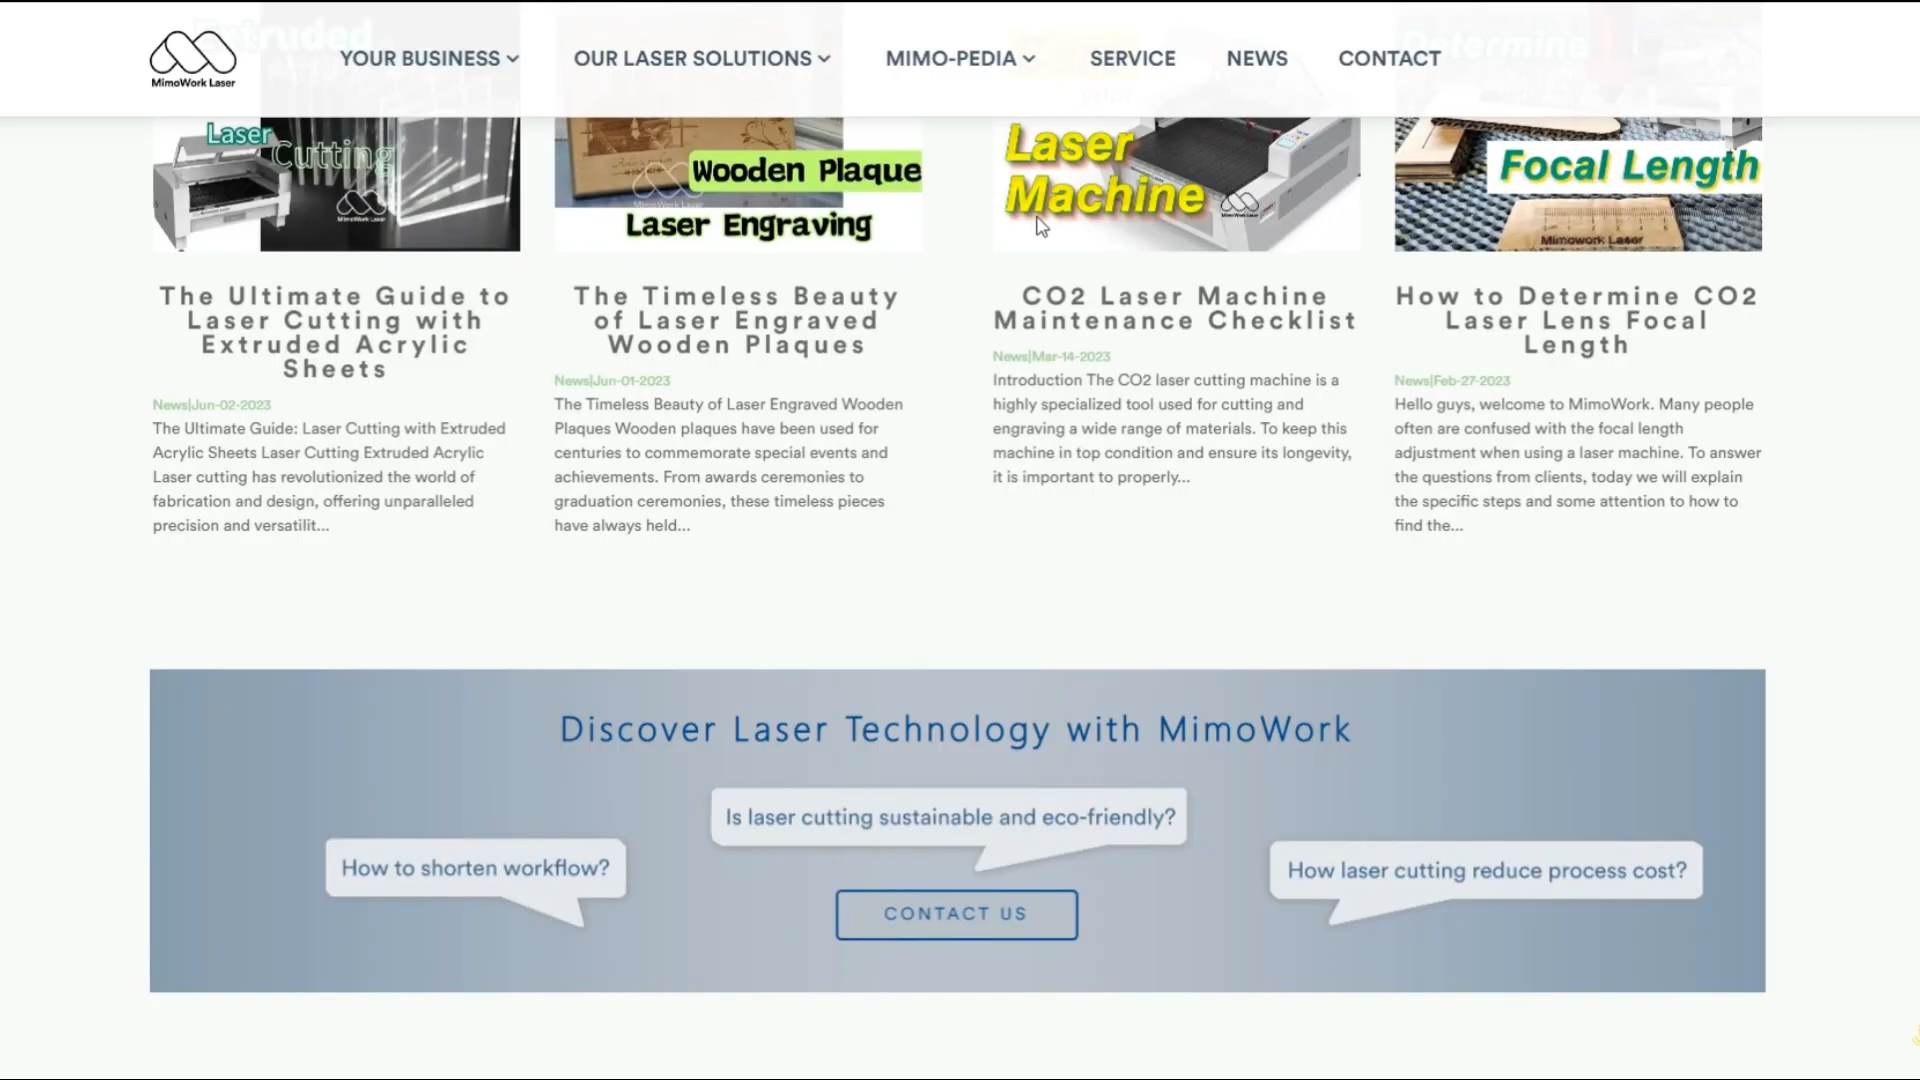 MimoWork Laser
YOUR BUSINESS
OUR LASER SOLUTIONS
MIMO-PEDIA
SERVICE
NEWS
CONTACT
Extruded
Determine
Laser
Cutting
MimoWork Laser
Wooden Plaque
Laser Engraving
Laser
Machine
Focal Length
Mimowork Laser
The Ultimate Guide to
Laser Cutting with
Extruded Acrylic
Sheets
News|Jun-02-2023
The Ultimate Guide: Laser Cutting with Extruded
Acrylic Sheets Laser Cutting Extruded Acrylic
Laser cutting has revolutionized the world of
fabrication and design, offering unparalleled
precision and versatilit...
The Timeless Beauty
of Laser Engraved
Wooden Plaques
News|Jun-01-2023
The Timeless Beauty of Laser Engraved Wooden
Plaques Wooden plaques have been used for
centuries to commemorate special events and
achievements. From awards ceremonies to
graduation ceremonies, these timeless pieces
have always held...
CO2 Laser Machine
Maintenance Checklist
News|Mar-14-2023
Introduction The CO2 laser cutting machine is a
highly specialized tool used for cutting and
engraving a wide range of materials. To keep this
machine in top condition and ensure its longevity,
it is important to properly...
How to Determine CO2
Laser Lens Focal
Length
News|Feb-27-2023
Hello guys, welcome to MimoWork. Many people
often are confused with the focal length
adjustment when using a laser machine. To answer
the questions from clients, today we will explain
the specific steps and some attention to how to
find the...
Discover Laser Technology with MimoWork
Is laser cutting sustainable and eco-friendly?
How to shorten workflow?
How laser cutting reduce process cost?
CONTACT US